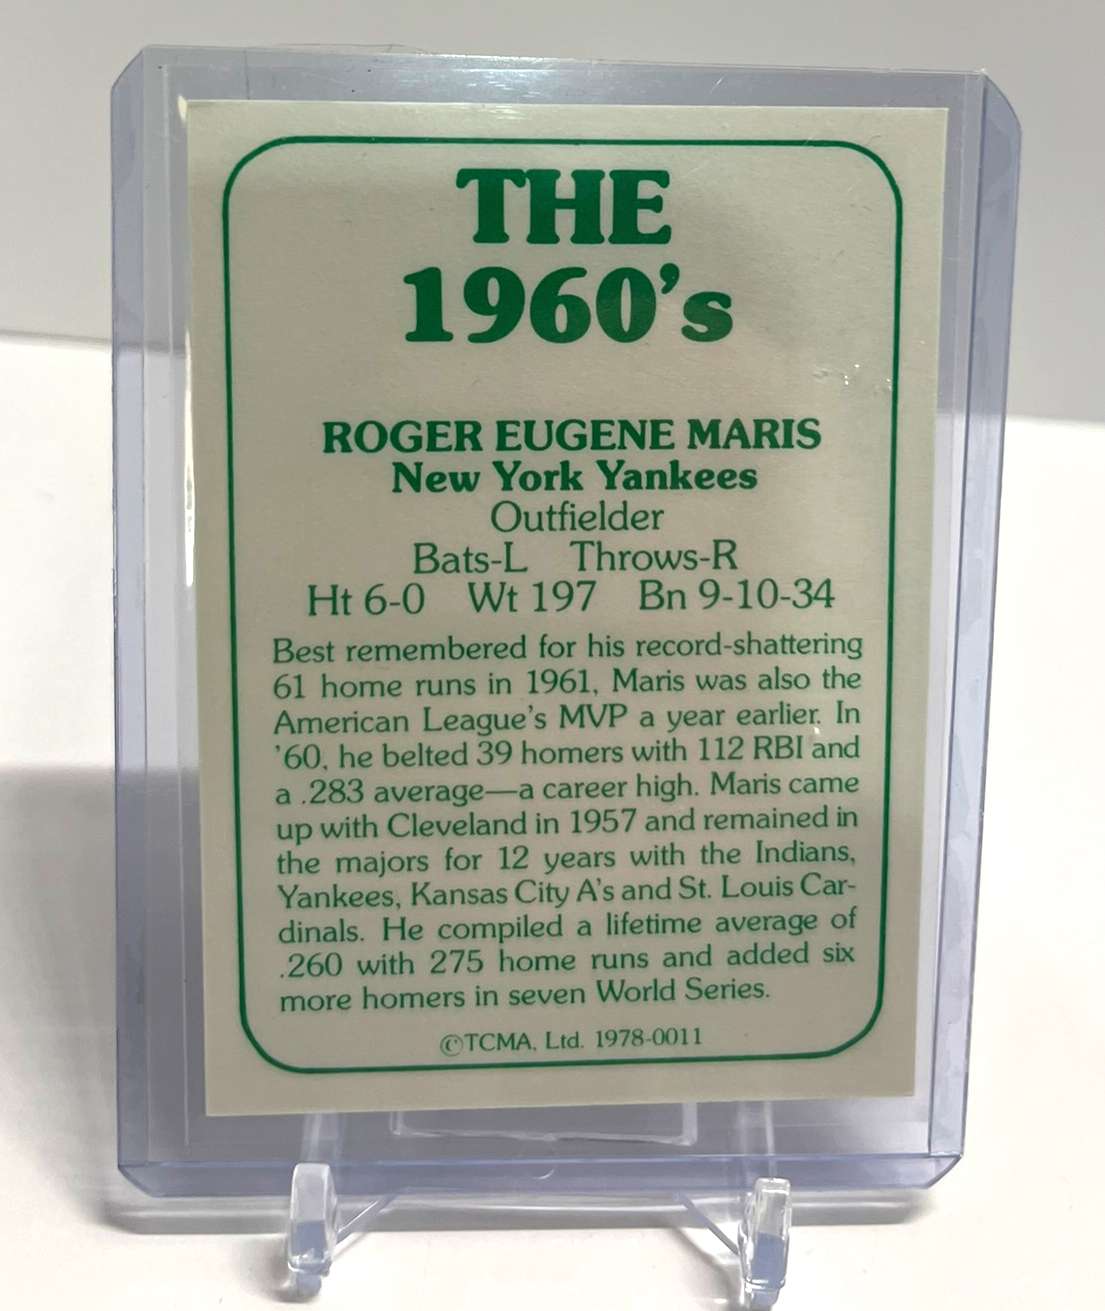 THE
1960's
ROGER EUGENE MARIS
New York Yankees
Outfielder
Bats-L Throws-R
Ht 6-0 Wt 197 Bn 9-10-34
Best remembered for his record-shattering
61 home runs in 1961, Maris was also the
American League's MVP a year earlier. In
'60, he belted 39 homers with 112 RBI and
a .283 average—a career high. Maris came
up with Cleveland in 1957 and remained in
the majors for 12 years with the Indians,
Yankees, Kansas City A's and St. Louis Car-
dinals. He compiled a lifetime average of
.260 with 275 home runs and added six
more homers in seven World Series.
©TCMA, Ltd. 1978-0011